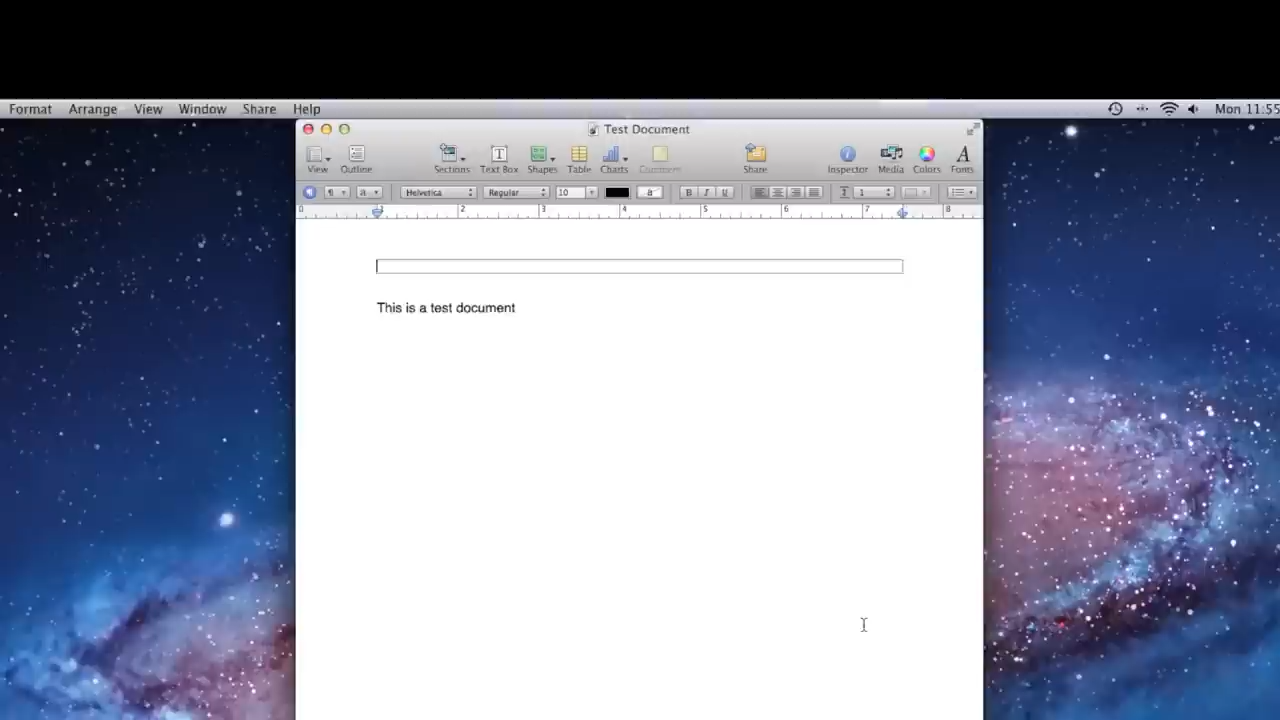 Format Arrange View Window Share Help Mon 11:55
Test Document
View Outline Sections Text Box Shapes Table Charts Comment Share Inspector Media Colors Fonts
¶ a Helvetica Regular 10 a B I U 1
0 1 2 3 4 5 6 7 8
This is a test document